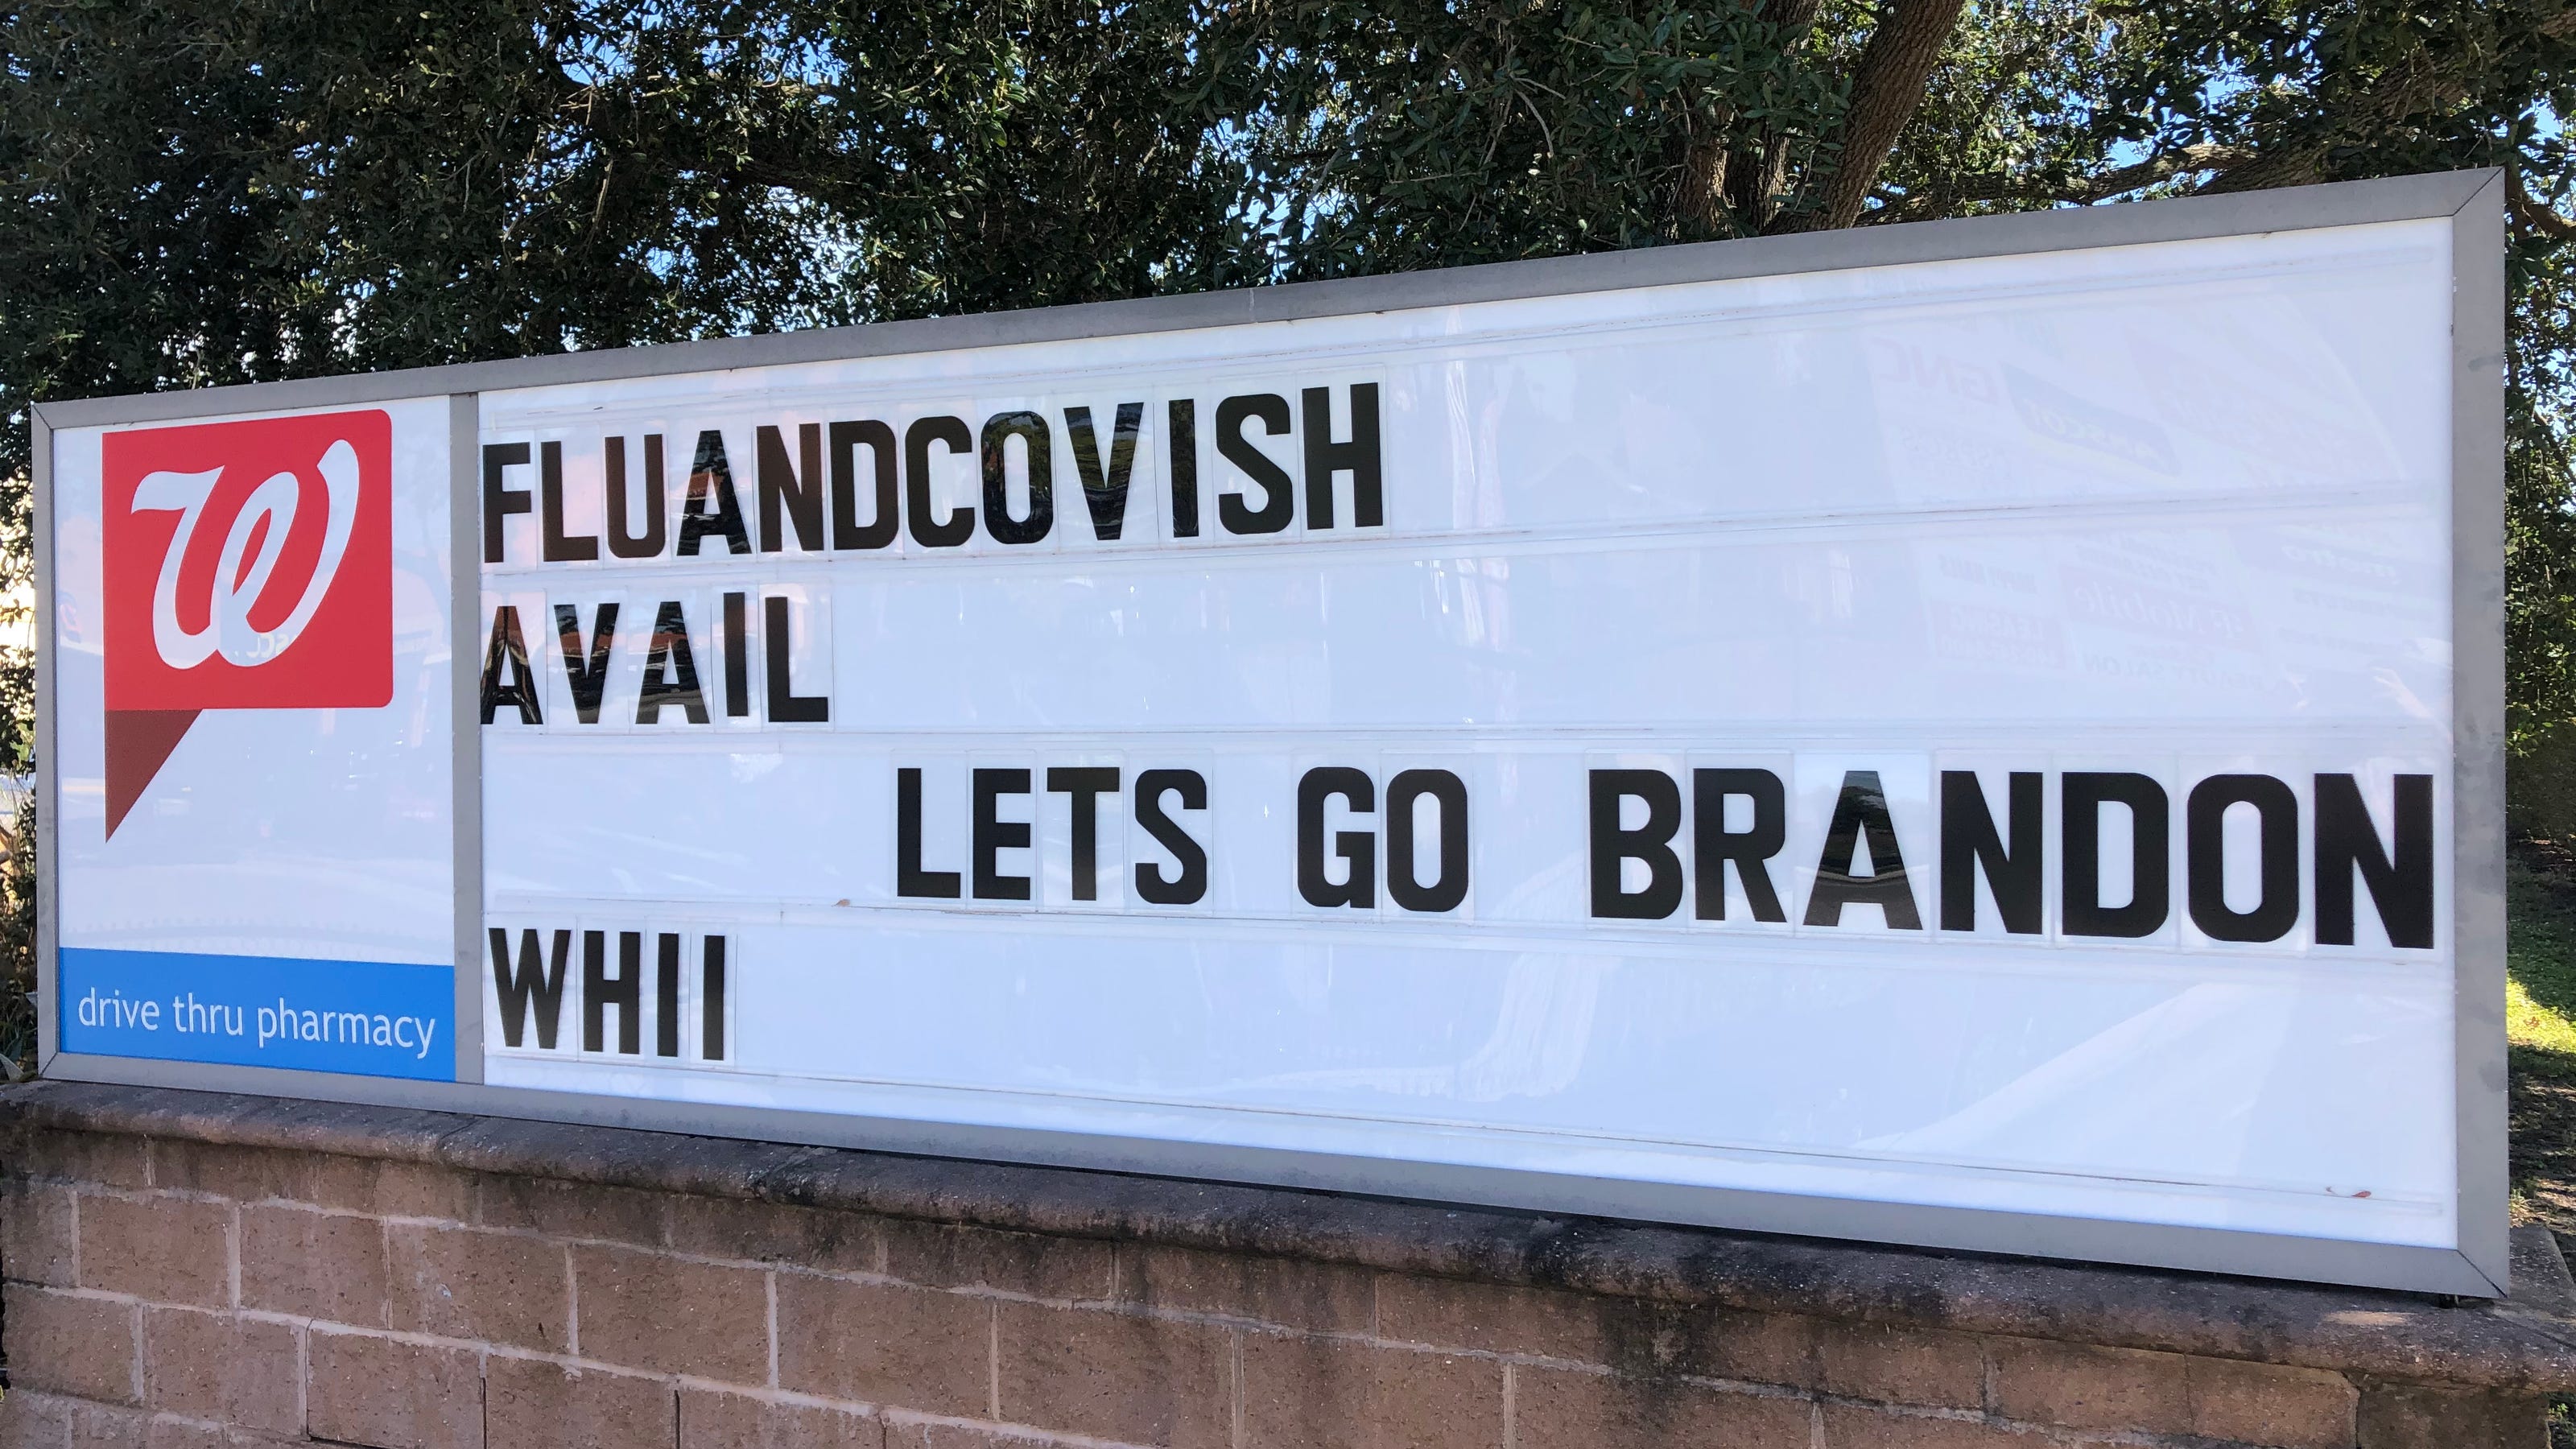 W
FLUANDCOVISH
AVAIL
LETS GO BRANDON
WHII
drive thru pharmacy